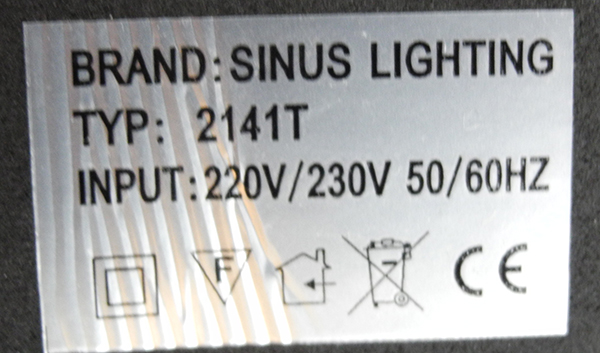 BRAND: SINUS LIGHTING
TYP: 2141T
INPUT: 220V/230V 50/60HZ
F CE